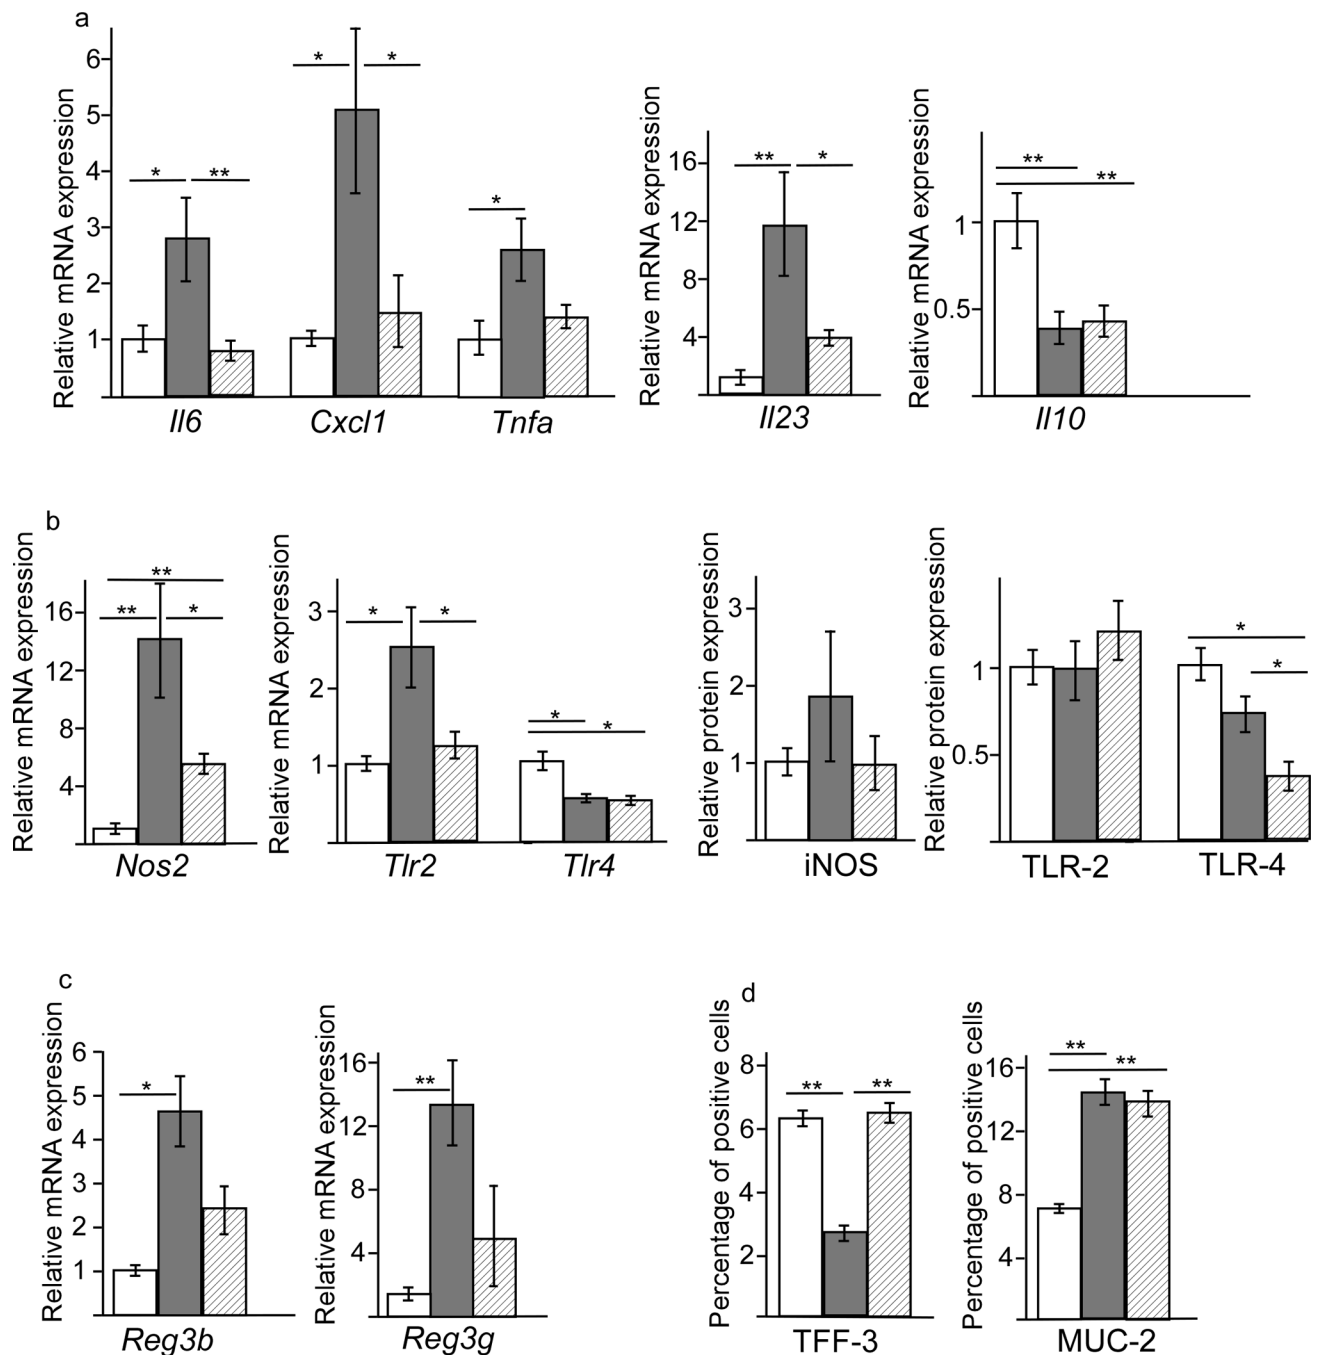 a
Relative mRNA expression
6
5
4
3
2
1
* **
* *
*
Il6 Cxcl1 Tnfa
Relative mRNA expression
16
12
8
4
** *
Il23
Relative mRNA expression
1
0.5
**
**
Il10
b
Relative mRNA expression
16
12
8
4
**
** *
Nos2
Relative mRNA expression
3
2
1
* *
*
*
Tlr2 Tlr4
Relative protein expression
3
2
1
iNOS
Relative protein expression
1
0.5
*
*
TLR-2 TLR-4
c
Relative mRNA expression
6
5
4
3
2
1
*
Reg3b
Relative mRNA expression
16
12
8
4
**
Reg3g
d
Percentage of positive cells
8
6
4
2
** **
TFF-3
Percentage of positive cells
16
12
8
4
**
**
MUC-2